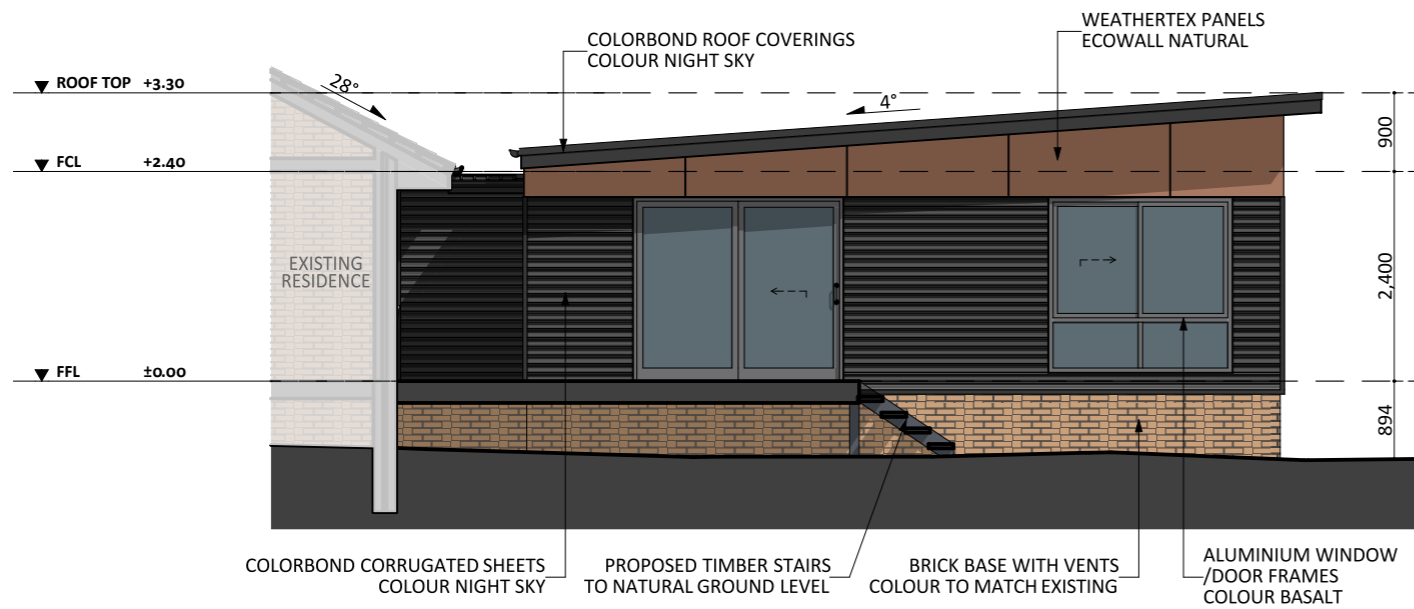 WEATHERTEX PANELS
ECOWALL NATURAL
COLORBOND ROOF COVERINGS
COLOUR NIGHT SKY
ROOF TOP +3.30
28°
4°
900
FCL +2.40
2,400
EXISTING
RESIDENCE
FFL ±0.00
894
COLORBOND CORRUGATED SHEETS
COLOUR NIGHT SKY
PROPOSED TIMBER STAIRS
TO NATURAL GROUND LEVEL
BRICK BASE WITH VENTS
COLOUR TO MATCH EXISTING
ALUMINIUM WINDOW
/DOOR FRAMES
COLOUR BASALT